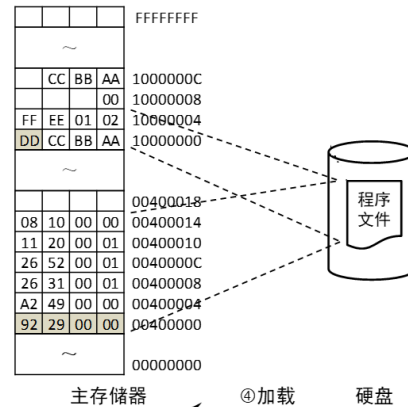 FFFFFFFF
～
CC BB AA 1000000C
00 10000008
FF EE 01 02 10000004
DD CC BB AA 10000000
～
00400018
08 10 00 00 00400014
11 20 00 01 00400010
26 52 00 01 0040000C
26 31 00 01 00400008
A2 49 00 00 00400004
92 29 00 00 00400000
～
00000000
程序
文件
主存储器 ④加载 硬盘